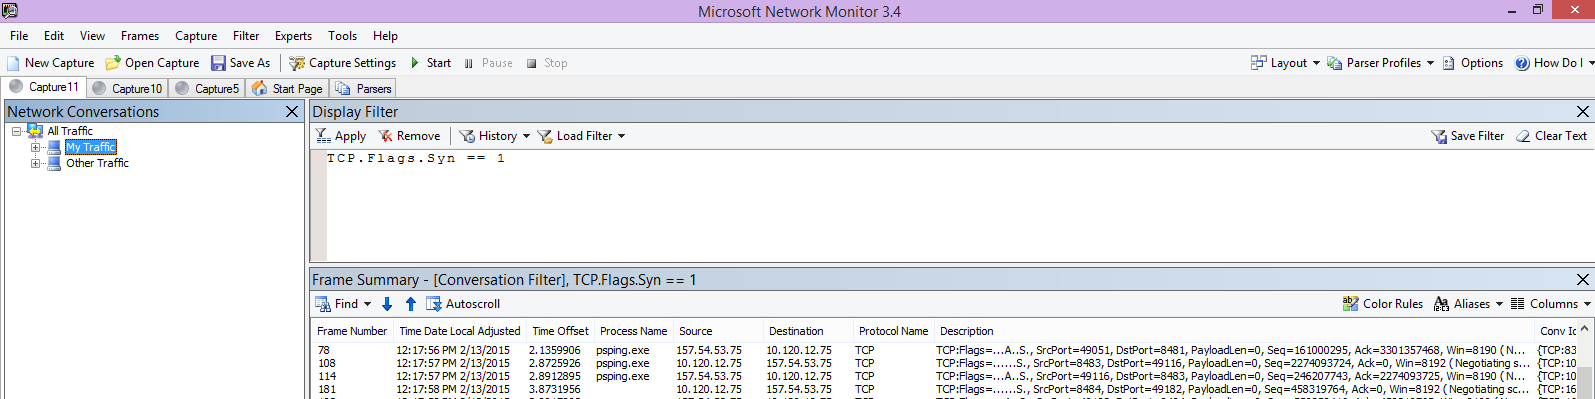 Microsoft Network Monitor 3.4
File Edit View Frames Capture Filter Experts Tools Help
New Capture Open Capture Save As Capture Settings Start Pause Stop Layout Parser Profiles Options How Do I
Capture11 Capture10 Capture5 Start Page Parsers
Network Conversations
All Traffic
My Traffic
Other Traffic
Display Filter
Apply Remove History Load Filter Save Filter Clear Text
TCP.Flags.Syn == 1
Frame Summary - [Conversation Filter], TCP.Flags.Syn == 1
Find Autoscroll Color Rules Aliases Columns
Frame Number Time Date Local Adjusted Time Offset Process Name Source Destination Protocol Name Description Conv Id
78 12:17:56 PM 2/13/2015 2.1359906 psping.exe 157.54.53.75 10.120.12.75 TCP TCP:Flags=...A..S., SrcPort=49051, DstPort=8481, PayloadLen=0, Seq=161000295, Ack=3301357468, Win=8190 ( N... {TCP:83
108 12:17:57 PM 2/13/2015 2.8725926 psping.exe 10.120.12.75 157.54.53.75 TCP TCP:Flags=......S., SrcPort=8483, DstPort=49116, PayloadLen=0, Seq=2274093724, Ack=0, Win=8192 ( Negotiating sc... {TCP:10
114 12:17:57 PM 2/13/2015 2.8912895 psping.exe 157.54.53.75 10.120.12.75 TCP TCP:Flags=...A..S., SrcPort=49116, DstPort=8483, PayloadLen=0, Seq=246207743, Ack=2274093725, Win=8190 ( Negotia... {TCP:10
181 12:17:58 PM 2/13/2015 3.8731956 10.120.12.75 157.54.53.75 TCP TCP:Flags=......S., SrcPort=8484, DstPort=49182, PayloadLen=0, Seq=458319764, Ack=0, Win=8192 ( Negotiating sc... {TCP:16